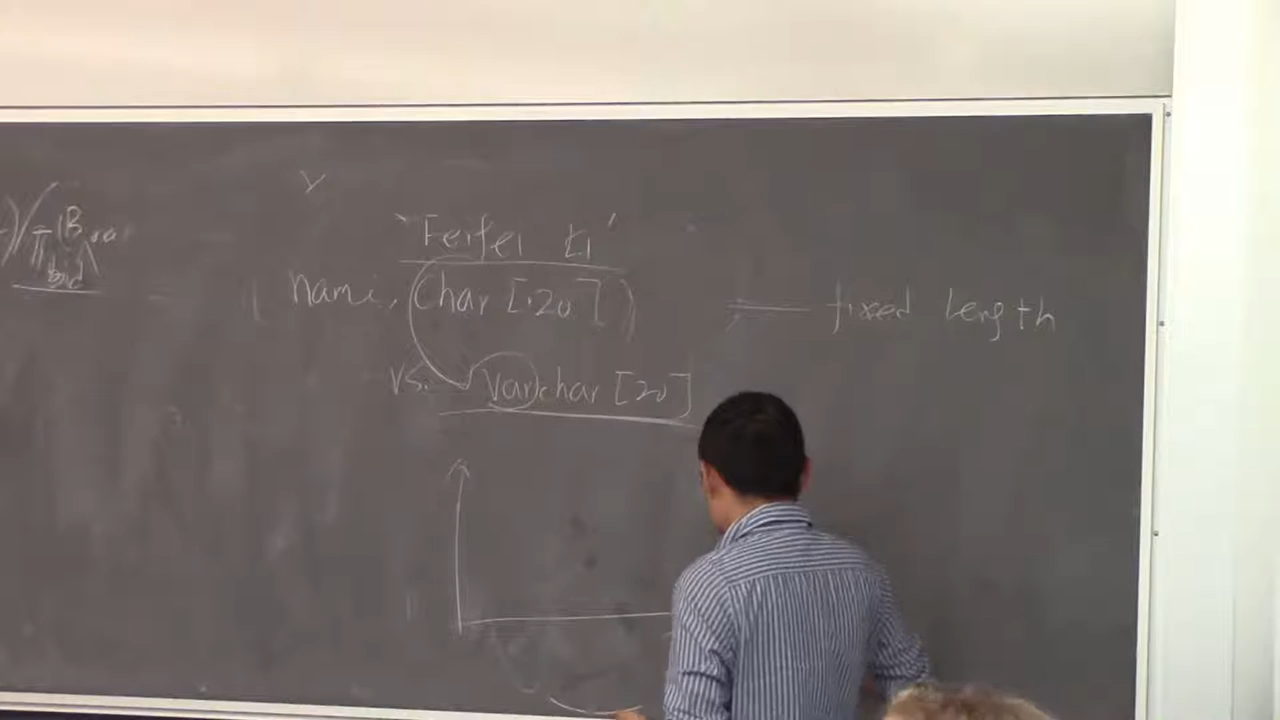 "Feifei Li'
name, Char [20])
= fixed length
vs. Varchar [20]